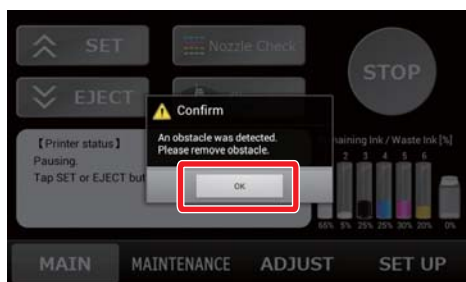 SET
Nozzle Check
STOP
EJECT
Confirm
An obstacle was detected.
Please remove obstacle.
OK
【Printer status】
Pausing.
Tap SET or EJECT but
aining Ink / Waste Ink [%]
2 3 4 5 6
65% 5% 25% 25% 30% 20% 0%
MAIN MAINTENANCE ADJUST SET UP